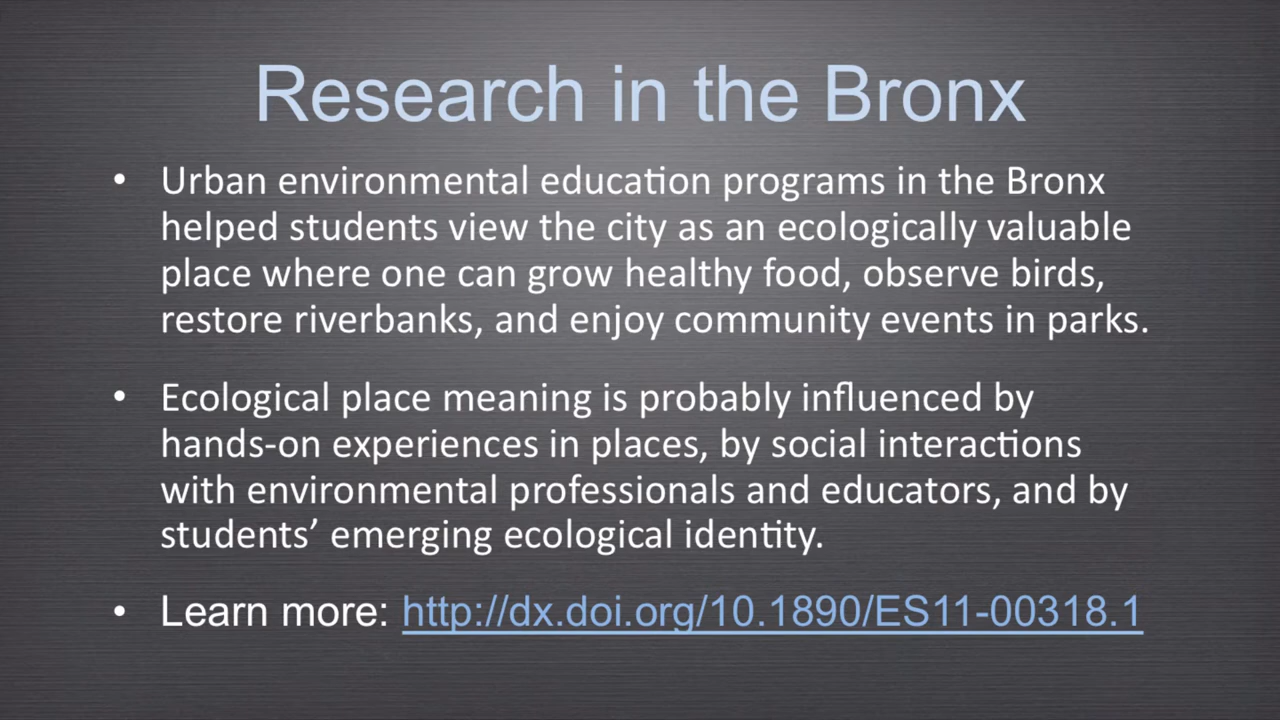 Research in the Bronx
• Urban environmental education programs in the Bronx
helped students view the city as an ecologically valuable
place where one can grow healthy food, observe birds,
restore riverbanks, and enjoy community events in parks.
• Ecological place meaning is probably influenced by
hands-on experiences in places, by social interactions
with environmental professionals and educators, and by
students’ emerging ecological identity.
• Learn more: http://dx.doi.org/10.1890/ES11-00318.1